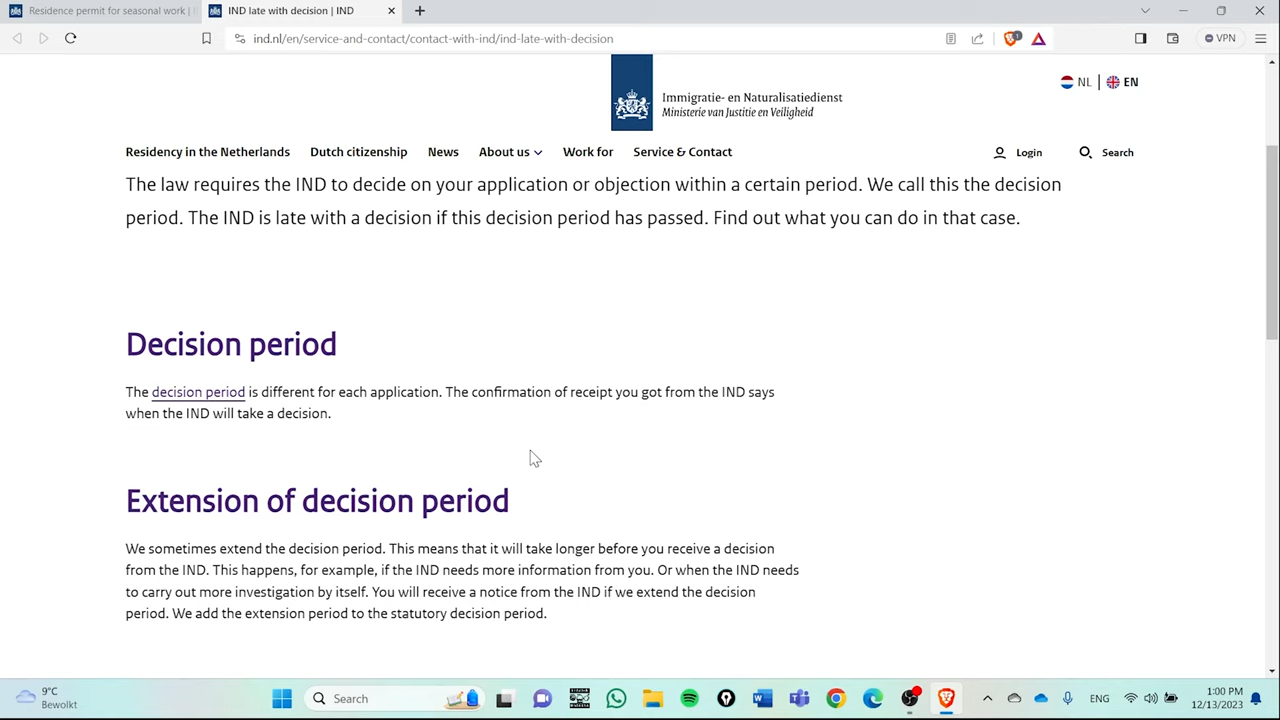 Residence permit for seasonal work |
IND late with decision | IND
ind.nl/en/service-and-contact/contact-with-ind/ind-late-with-decision
1
VPN
Immigratie- en Naturalisatiedienst
Ministerie van Justitie en Veiligheid
NL | EN
Residency in the Netherlands Dutch citizenship News About us Work for Service & Contact Login Search
The law requires the IND to decide on your application or objection within a certain period. We call this the decision
period. The IND is late with a decision if this decision period has passed. Find out what you can do in that case.
Decision period
The decision period is different for each application. The confirmation of receipt you got from the IND says
when the IND will take a decision.
Extension of decision period
We sometimes extend the decision period. This means that it will take longer before you receive a decision
from the IND. This happens, for example, if the IND needs more information from you. Or when the IND needs
to carry out more investigation by itself. You will receive a notice from the IND if we extend the decision
period. We add the extension period to the statutory decision period.
9°C
Bewolkt
Search
ENG
1:00 PM
12/13/2023